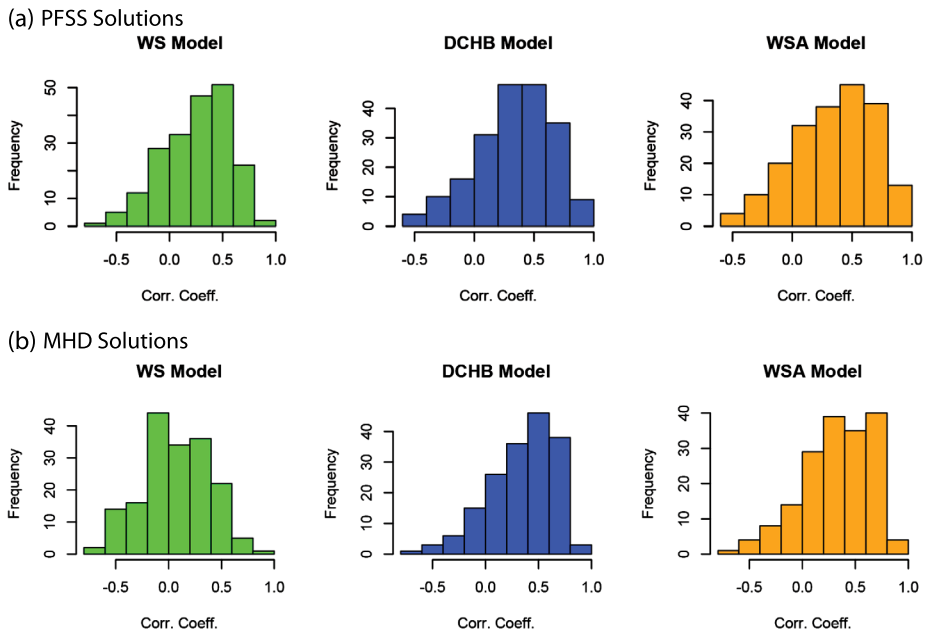 (a) PFSS Solutions
WS Model
DCHB Model
WSA Model
Frequency
0 10 30 50
-0.5 0.0 0.5 1.0
Corr. Coeff.
Frequency
0 10 20 30 40
-0.5 0.0 0.5 1.0
Corr. Coeff.
Frequency
0 10 20 30 40
-0.5 0.0 0.5 1.0
Corr. Coeff.
(b) MHD Solutions
WS Model
DCHB Model
WSA Model
Frequency
0 10 20 30 40
-0.5 0.0 0.5 1.0
Corr. Coeff.
Frequency
0 10 20 30 40
-0.5 0.0 0.5 1.0
Corr. Coeff.
Frequency
0 10 20 30 40
-0.5 0.0 0.5 1.0
Corr. Coeff.